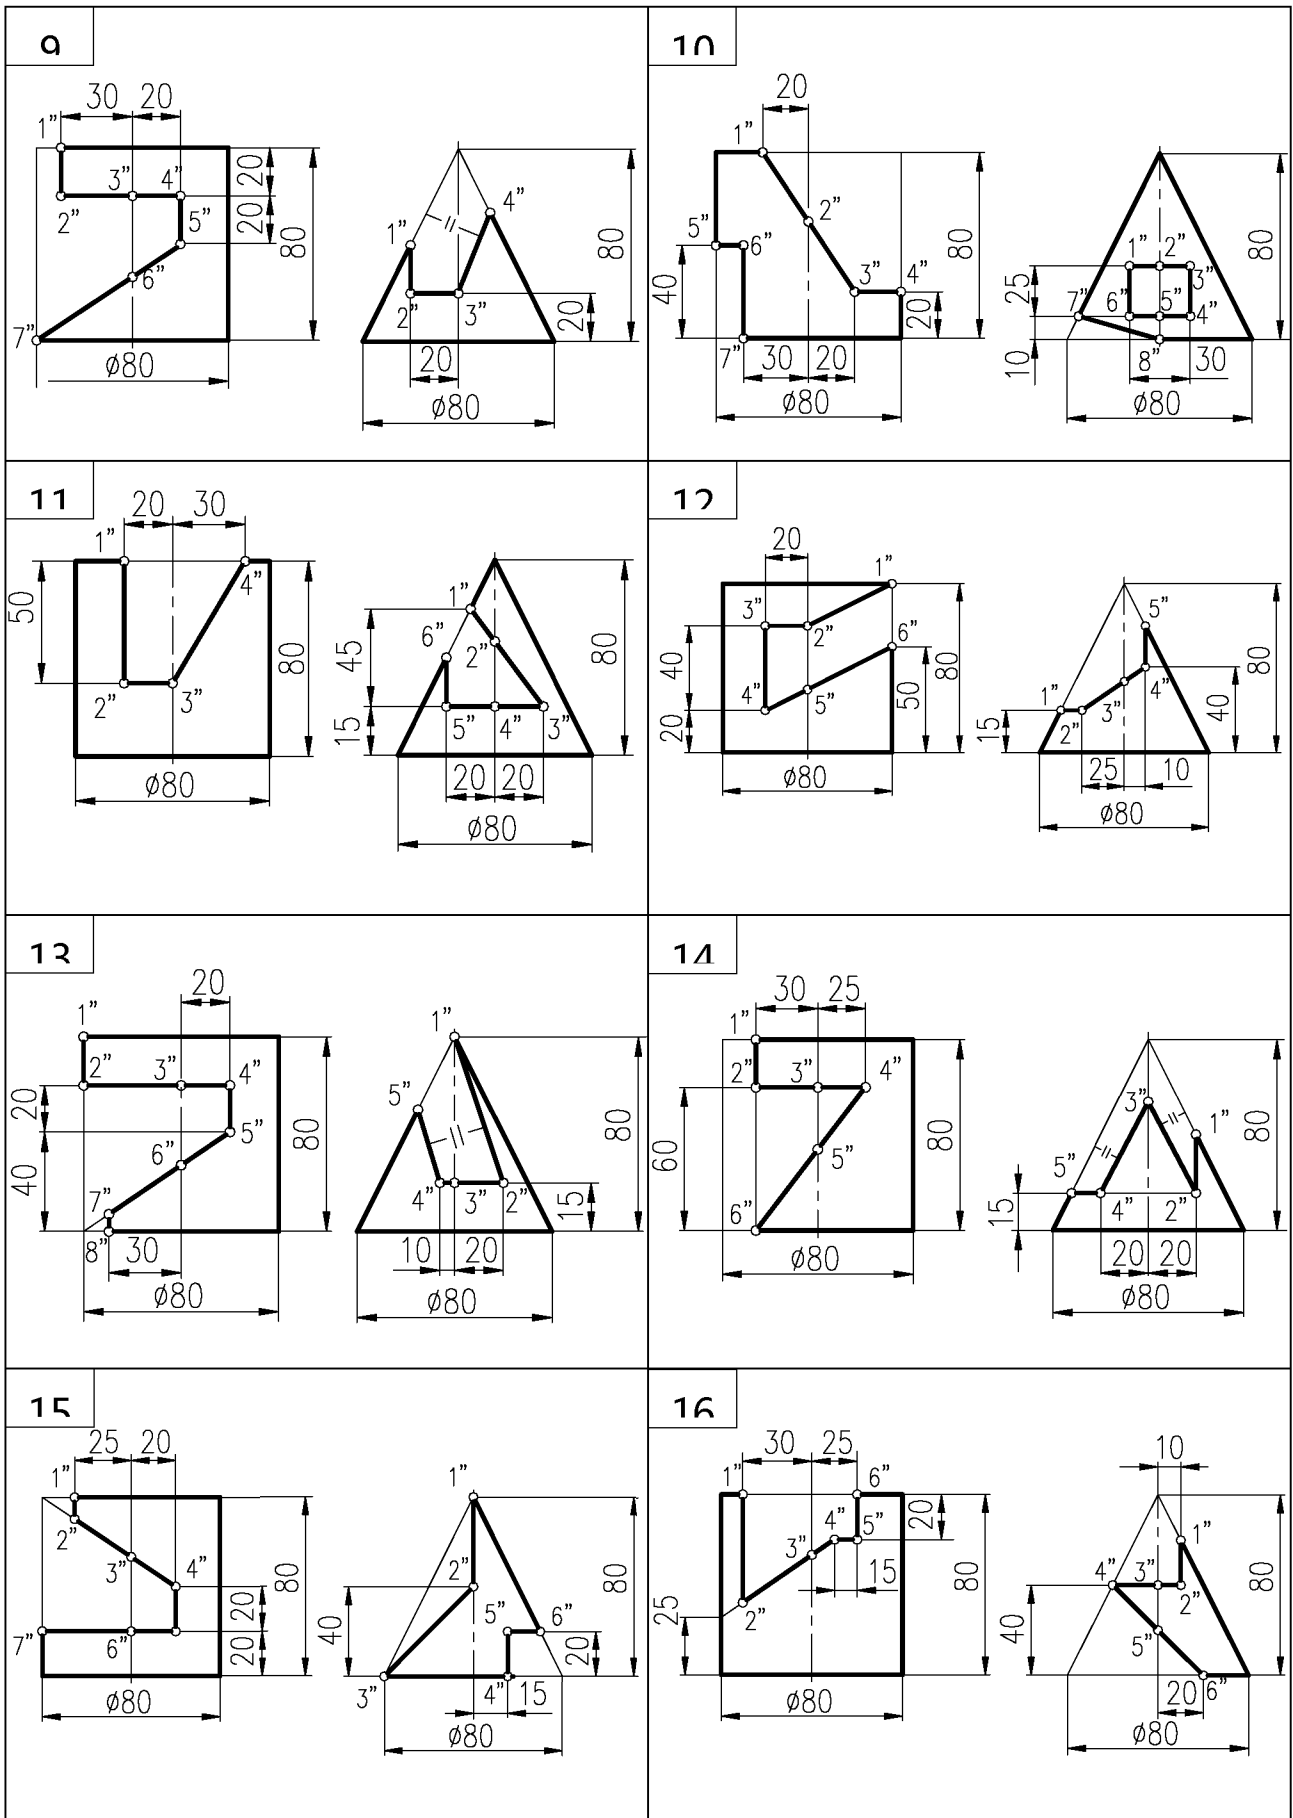 9
30 20
1” 3” 4” 20
2” 5” 20 80
6”
7”
ø80
4”
1”
2” 3” 20 80
20
ø80
10
20
1”
2”
5” 6”
3” 4”
40 20 80
7” 30 20
ø80
1” 2” 3”
25
7” 6” 5” 4”
10 8” 30 80
ø80
11
20 30
1”
4”
50 80
2” 3”
ø80
1”
6” 2”
45 80
5” 4” 3”
15
20 20
ø80
12
20 1”
3” 2” 6”
40
4” 5”
20 50 80
ø80
5”
4”
1” 3”
2”
15 40 80
25 10
ø80
13
20
1”
2” 3” 4”
20 5”
6” 80
40 7”
8” 30
ø80
1”
5”
4” 3” 2”
15 80
10 20
ø80
14
30 25
1”
2” 3” 4”
60 5” 80
6”
ø80
3” 1”
5”
4” 2”
15 80
20 20
ø80
15
25 20
1”
2”
3” 4”
20 80
7” 6” 20
ø80
1”
2”
5” 6”
40 20 80
3” 4” 15
ø80
16
30 25
1” 6”
4” 5” 20
3”
15 80
25 2”
ø80
10
1”
4” 3” 2”
5”
40 80
20 6”
ø80